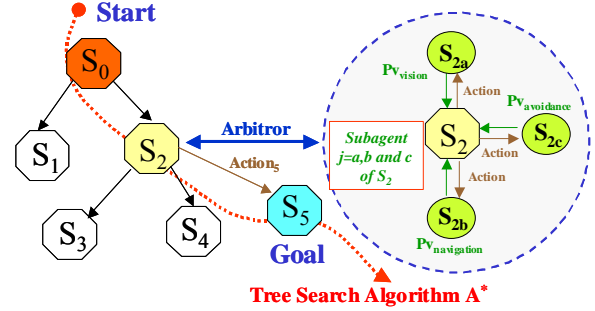 Start
S0
S1
S2
Action5
S3
S4
S5
Goal
Arbitror
Subagent
j=a,b and c
of S2
S2a
Pvvision
Action
Pvavoidance
S2
S2c
Action
Action
S2b
Pvnavigation
Tree Search Algorithm A*